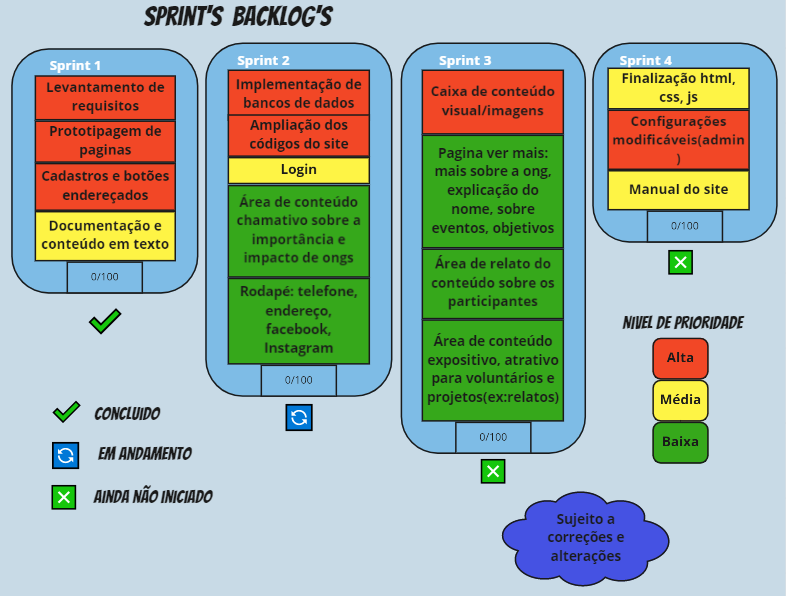 SPRINT'S BACKLOG'S
Sprint 1
Levantamento de
requisitos
Prototipagem de
paginas
Cadastros e botões
endereçados
Documentação e
conteúdo em texto
0/100
Sprint 2
Implementação de
bancos de dados
Ampliação dos
códigos do site
Login
Área de conteúdo
chamativo sobre a
importância e
impacto de ongs
Rodapé: telefone,
endereço,
facebook,
Instagram
0/100
Sprint 3
Caixa de conteúdo
visual/imagens
Pagina ver mais:
mais sobre a ong,
explicação do
nome, sobre
eventos, objetivos
Área de relato do
conteúdo sobre os
participantes
Área de conteúdo
expositivo, atrativo
para voluntários e
projetos(ex:relatos)
0/100
Sprint 4
Finalização html,
css, js
Configurações
modificáveis(admin
)
Manual do site
0/100
NIVEL DE PRIORIDADE
Alta
Média
Baixa
CONCLUIDO
EM ANDAMENTO
AINDA NÃO INICIADO
Sujeito a
correções e
alterações